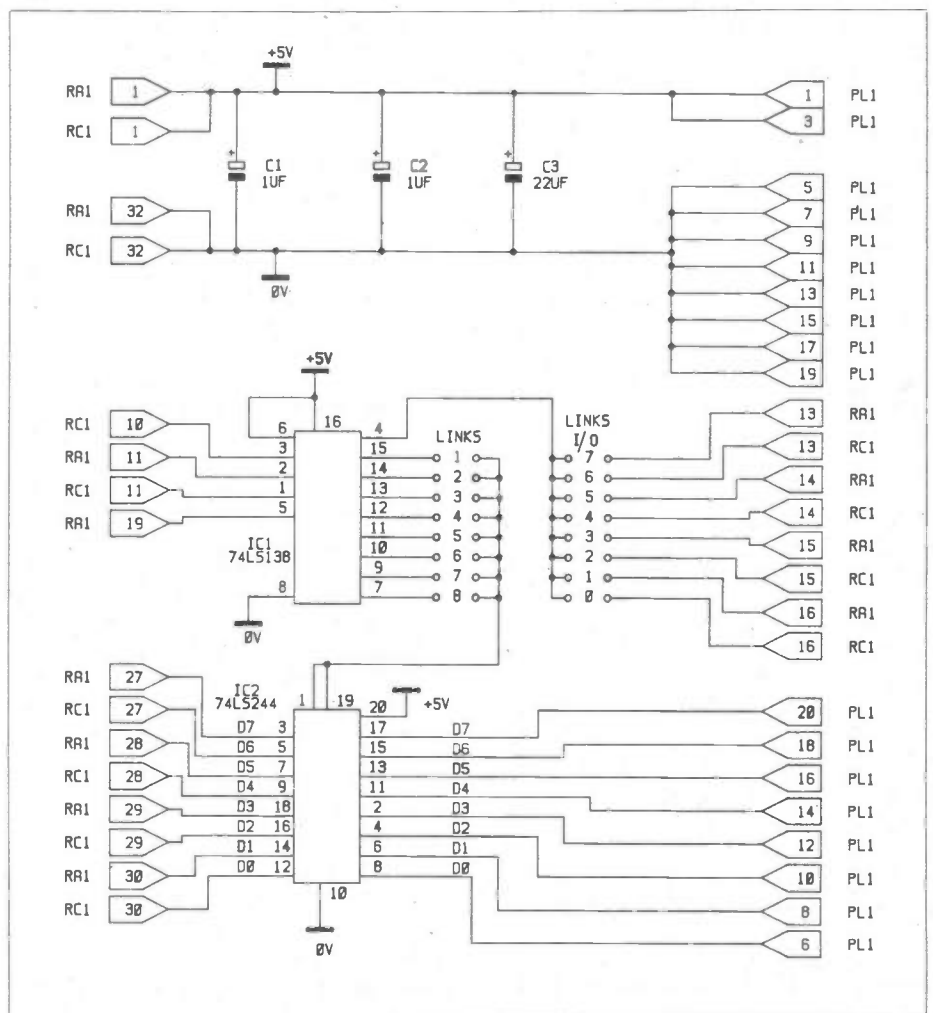 +5V
RA1 1
RC1 1
1 PL1
3 PL1
+ C1 1UF
+ C2 1UF
+ C3 22UF
RA1 32
RC1 32
0V
5 PL1
7 PL1
9 PL1
11 PL1
13 PL1
15 PL1
17 PL1
19 PL1
+5V
16
RC1 10
RA1 11
RC1 11
RA1 19
6
3
2
1
5
8
IC1
74LS138
0V
4
15
14
13
12
11
10
9
7
LINKS
1
2
3
4
5
6
7
8
LINKS
I/O
7
6
5
4
3
2
1
0
13 RA1
13 RC1
14 RA1
14 RC1
15 RA1
15 RC1
16 RA1
16 RC1
RA1 27
RC1 27
RA1 28
RC1 28
RA1 29
RC1 29
RA1 30
RC1 30
IC2
74LS244
1 19
D7 3
D6 5
D5 7
D4 9
D3 18
D2 16
D1 14
D0 12
10
0V
20 +5V
17 D7
15 D6
13 D5
11 D4
2 D3
4 D2
6 D1
8 D0
20 PL1
18 PL1
16 PL1
14 PL1
12 PL1
10 PL1
8 PL1
6 PL1